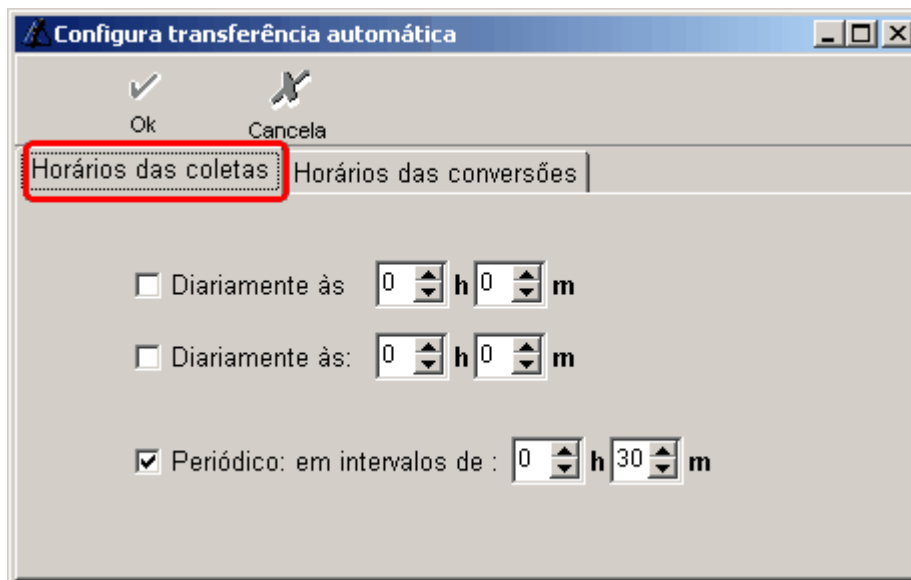 Configura transferência automática
Ok Cancela
Horários das coletas Horários das conversões
Diariamente às 0 h 0 m
Diariamente às: 0 h 0 m
Periódico: em intervalos de : 0 h 30 m